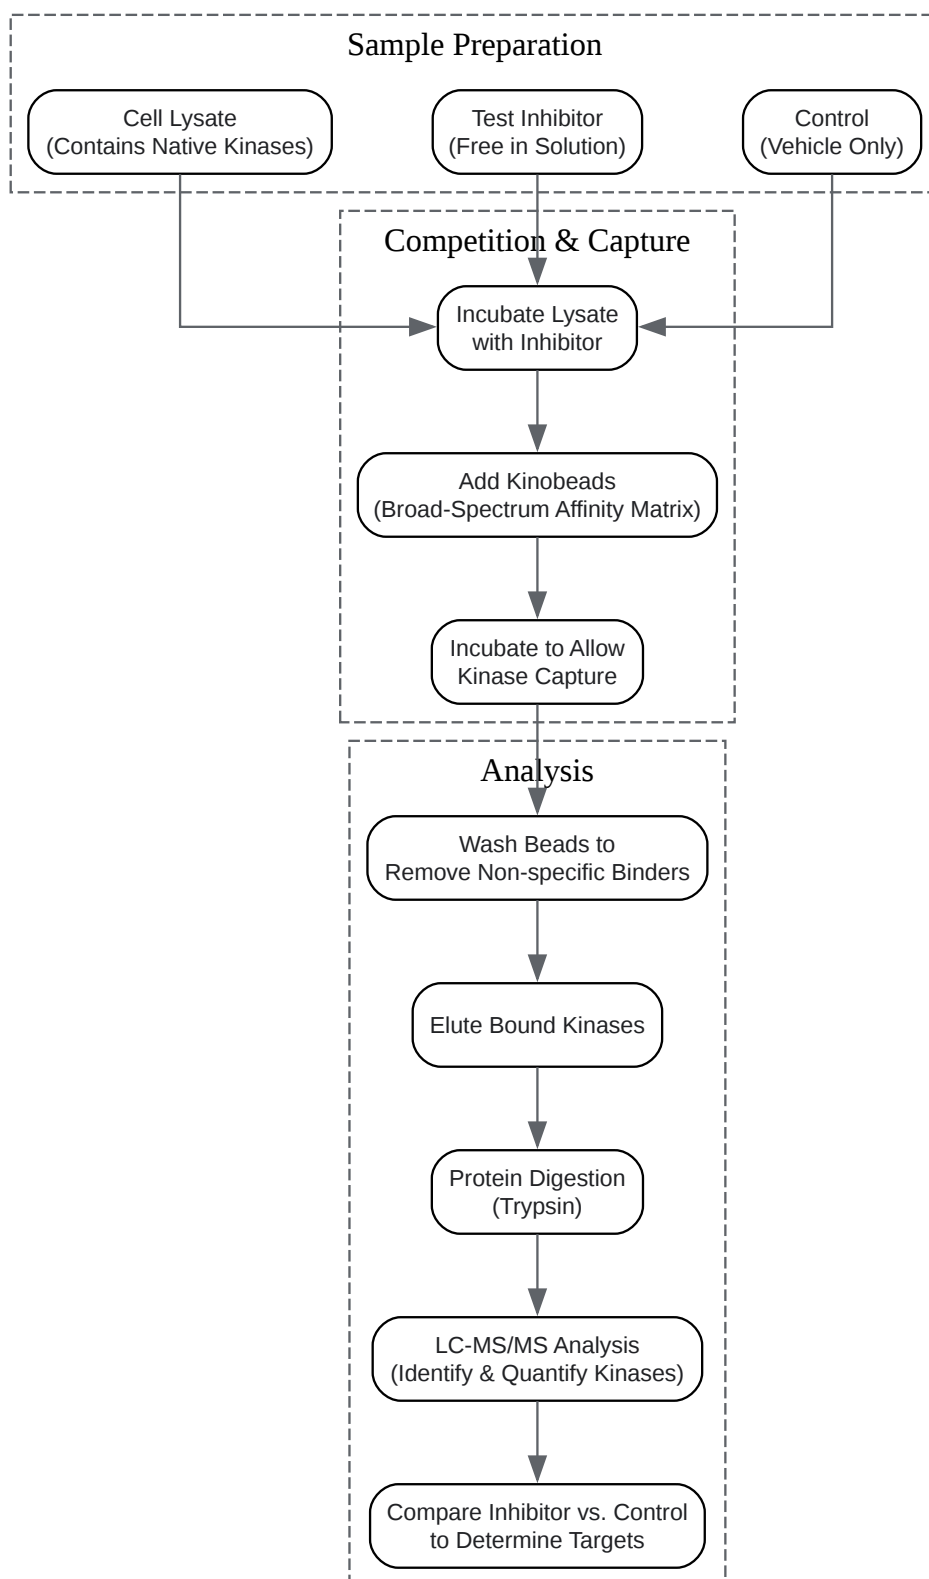 Sample Preparation
Cell Lysate
(Contains Native Kinases)
Test Inhibitor
(Free in Solution)
Control
(Vehicle Only)
Competition & Capture
Incubate Lysate
with Inhibitor
Add Kinobeads
(Broad-Spectrum Affinity Matrix)
Incubate to Allow
Kinase Capture
Analysis
Wash Beads to
Remove Non-specific Binders
Elute Bound Kinases
Protein Digestion
(Trypsin)
LC-MS/MS Analysis
(Identify & Quantify Kinases)
Compare Inhibitor vs. Control
to Determine Targets